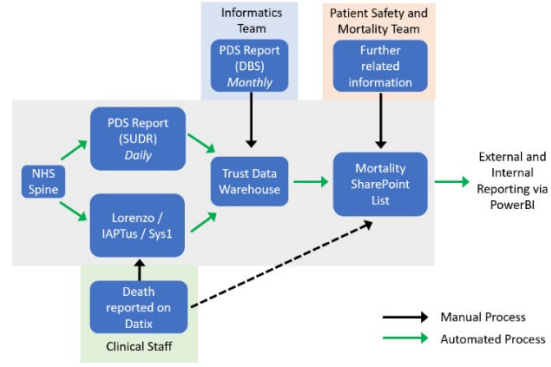 Informatics
Team
PDS Report
(DBS)
Monthly
Patient Safety and
Mortality Team
Further
related
information
PDS Report
(SUDR)
Daily
NHS
Spine
Lorenzo /
IAPTus / Sys1
Trust Data
Warehouse
Mortality
SharePoint
List
External and
Internal
Reporting via
PowerBI
Death
reported on
Datix
Clinical Staff
Manual Process
Automated Process